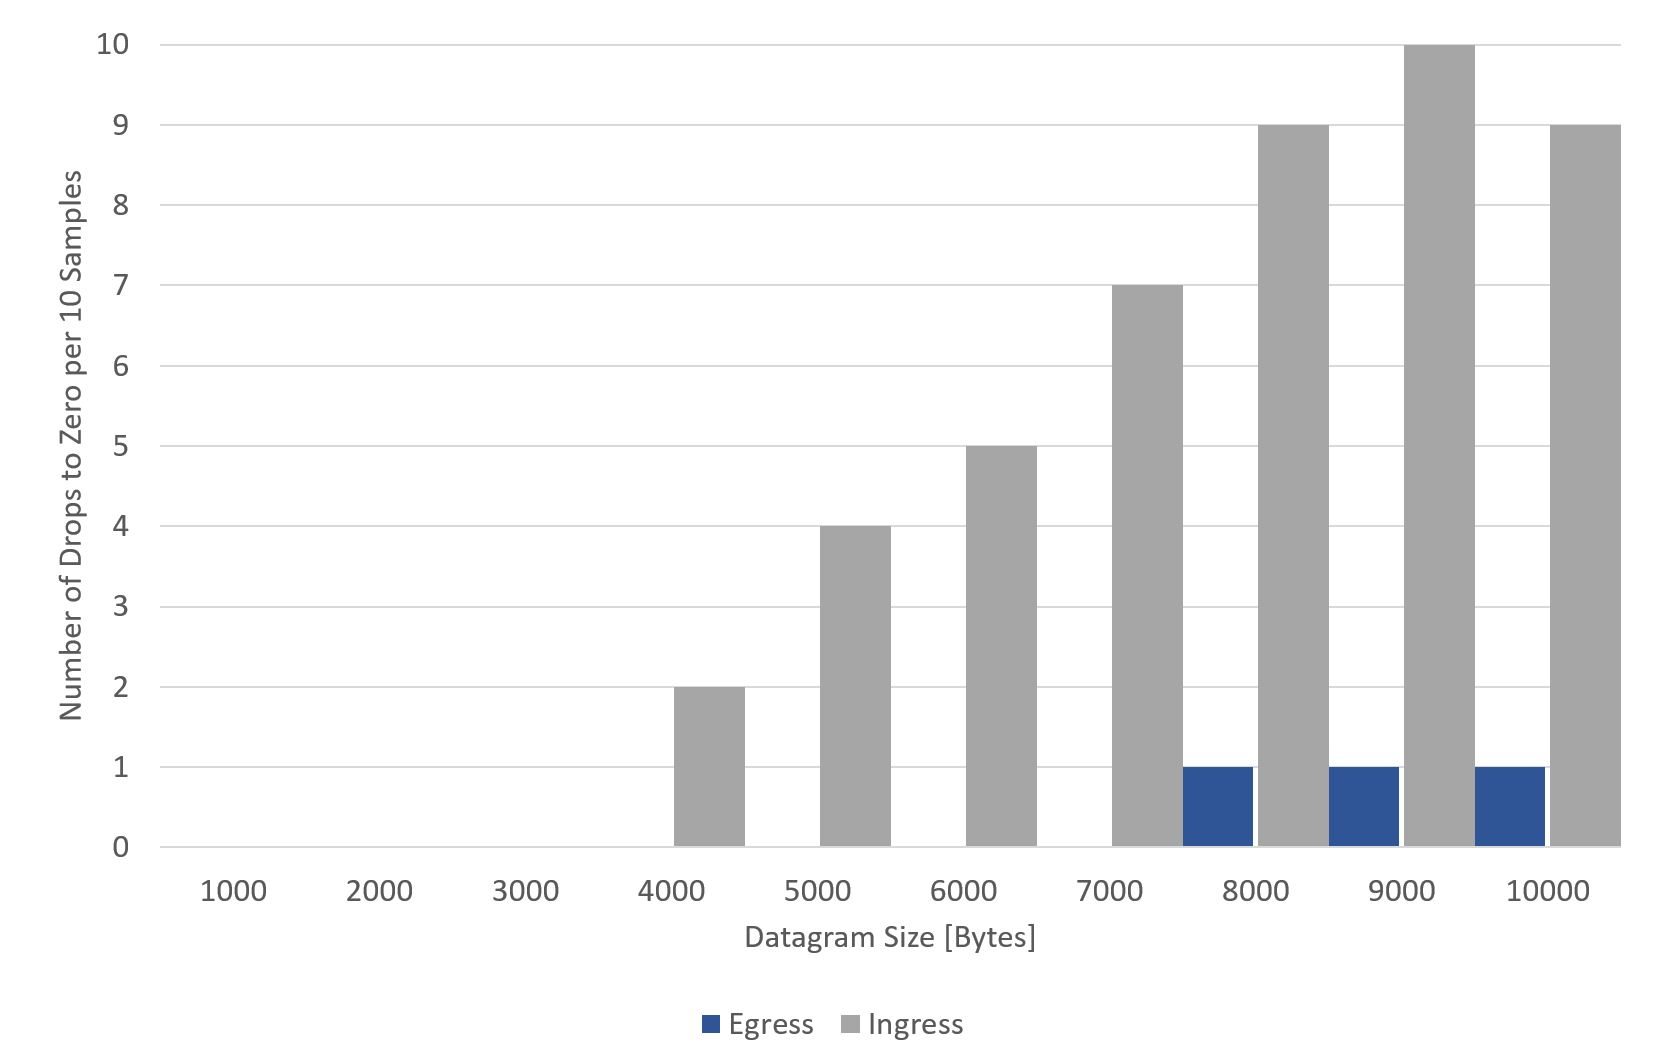 10
9
8
7
6
5
4
3
2
1
0
Number of Drops to Zero per 10 Samples
1000 2000 3000 4000 5000 6000 7000 8000 9000 10000
Datagram Size [Bytes]
Egress Ingress